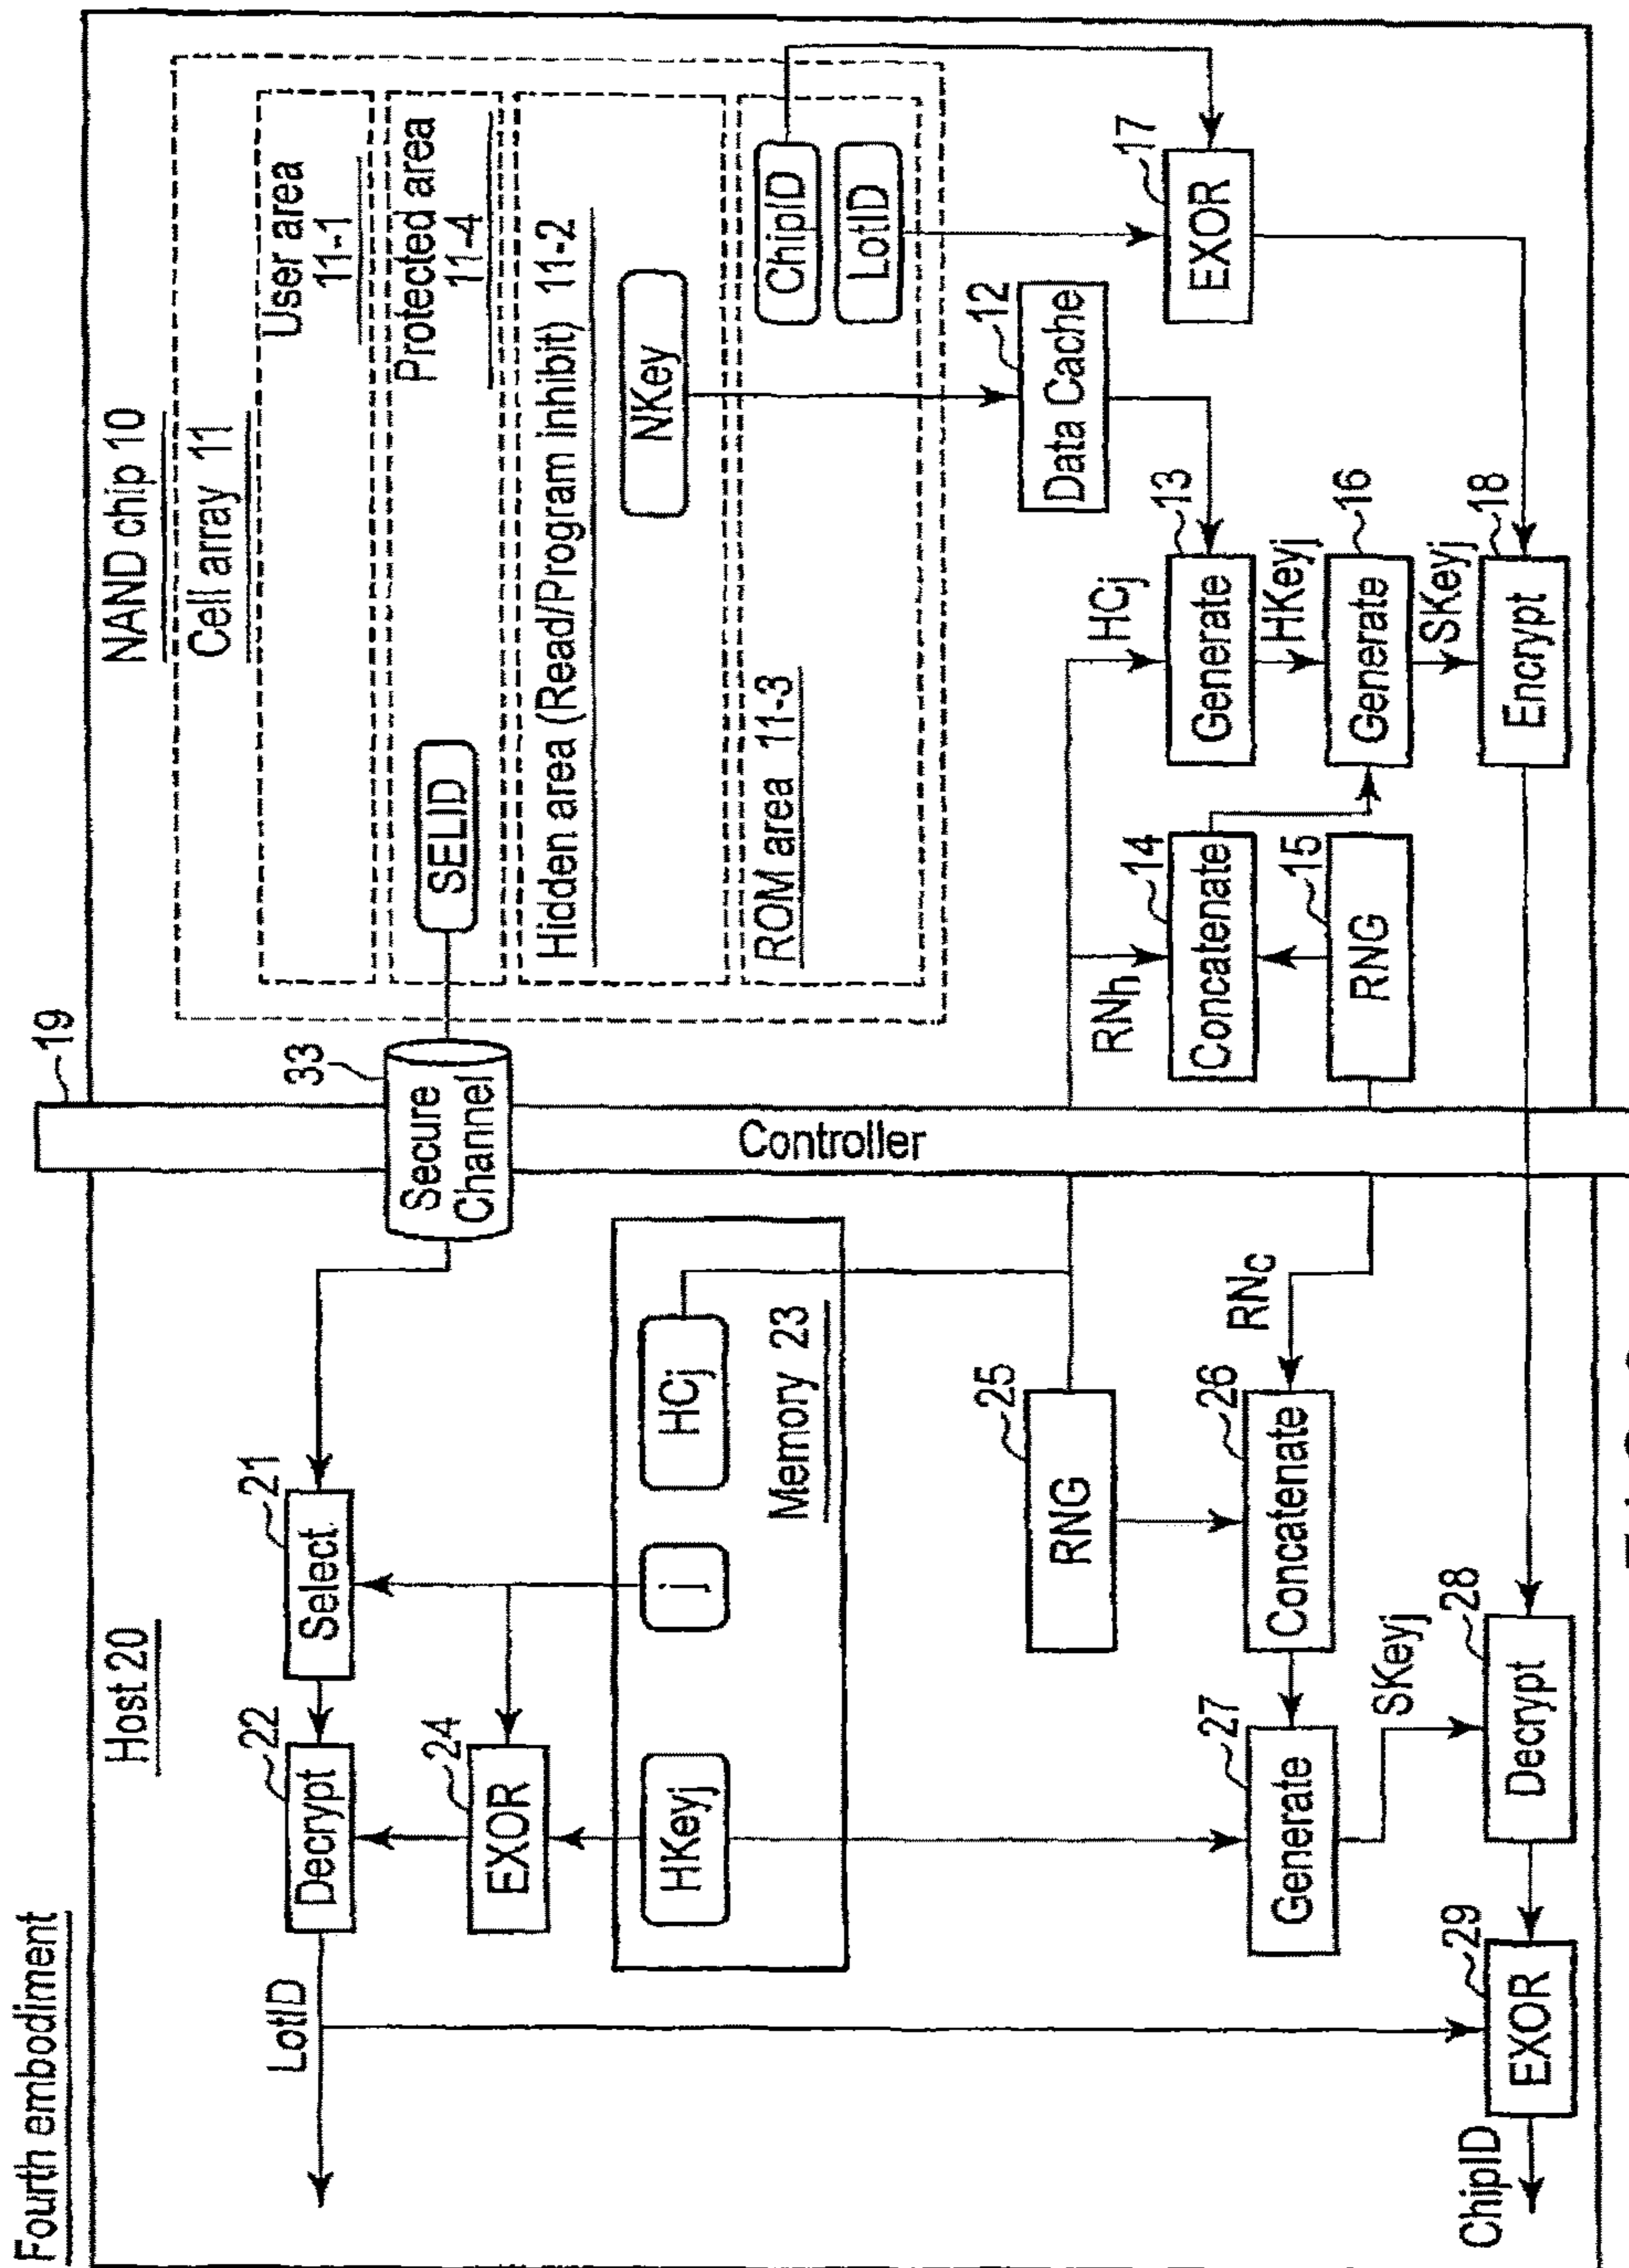 Fourth embodiment
Host 20
NAND chip 10
Cell array 11
User area
11-1
Protected area
11-4
SELID
Hidden area (Read/Program inhibit) 11-2
NKey
ROM area 11-3
ChipID
LotID
19
33
Secure
Channel
Controller
LotID
22
Decrypt
21
Select
24
EXOR
HKeyj
j
HCj
Memory 23
25
RNG
RNc
26
Concatenate
27
Generate
SKeyj
28
Decrypt
29
EXOR
ChipID
12
Data Cache
17
EXOR
HCj
13
Generate
RNh
14
Concatenate
15
RNG
HKeyj
16
Generate
SKeyj
18
Encrypt